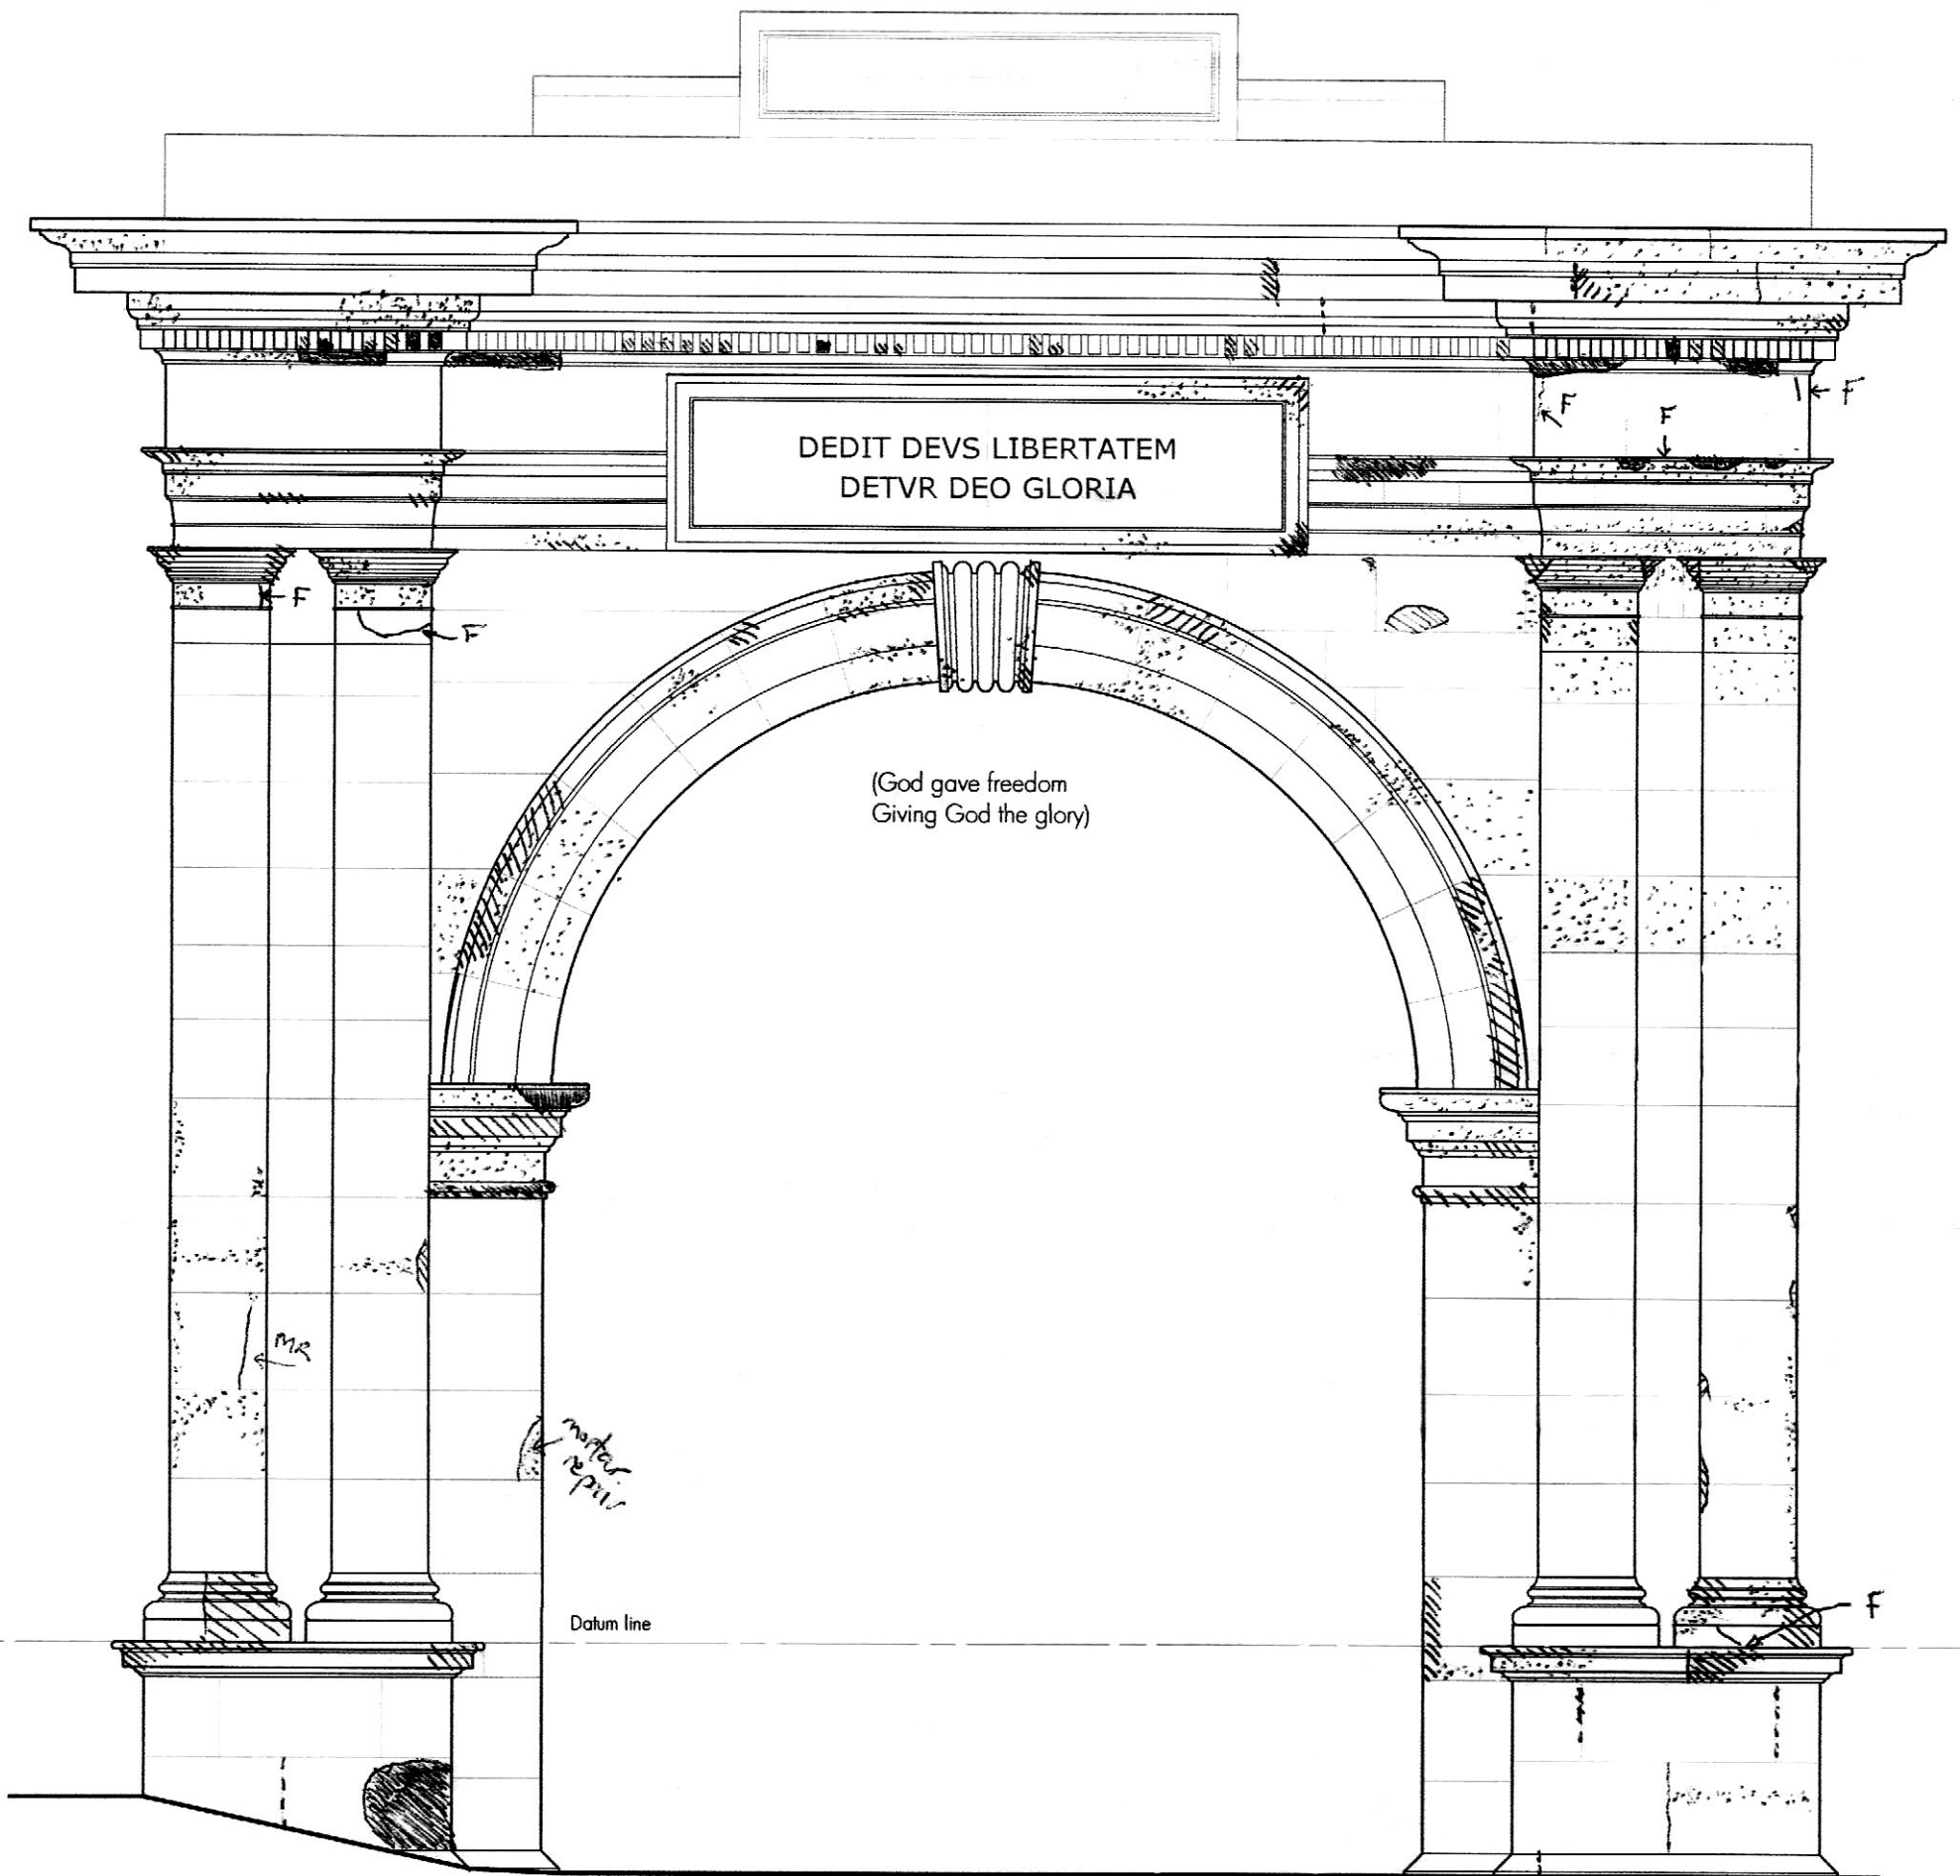 DEDIT DEVS LIBERTATEM
DETVR DEO GLORIA
F
F
F
F
F
(God gave freedom
Giving God the glory)
MR
mortar
repair
Datum line
F